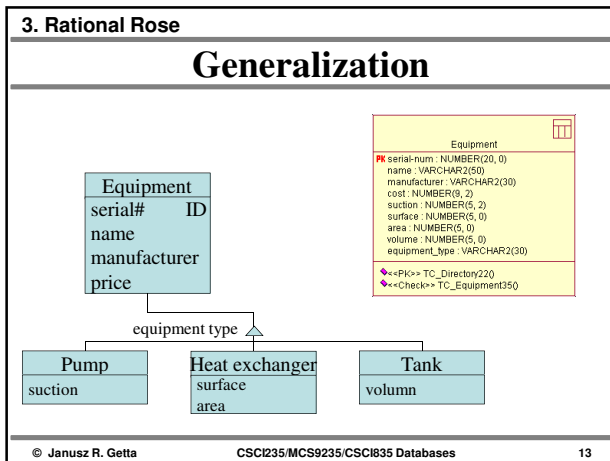 3. Rational Rose
Generalization
Equipment
serial# ID
name
manufacturer
price
equipment type
Pump
suction
Heat exchanger
surface
area
Tank
volumn
Equipment
PK serial-num : NUMBER(20, 0)
name : VARCHAR2(50)
manufacturer : VARCHAR2(30)
cost : NUMBER(9, 2)
suction : NUMBER(5, 2)
surface : NUMBER(5, 0)
area : NUMBER(5, 0)
volume : NUMBER(5, 0)
equipment_type : VARCHAR2(30)
<<PK>> TC_Directory22()
<<Check>> TC_Equipment35()
© Janusz R. Getta CSCI235/MCS9235/CSCI835 Databases 13